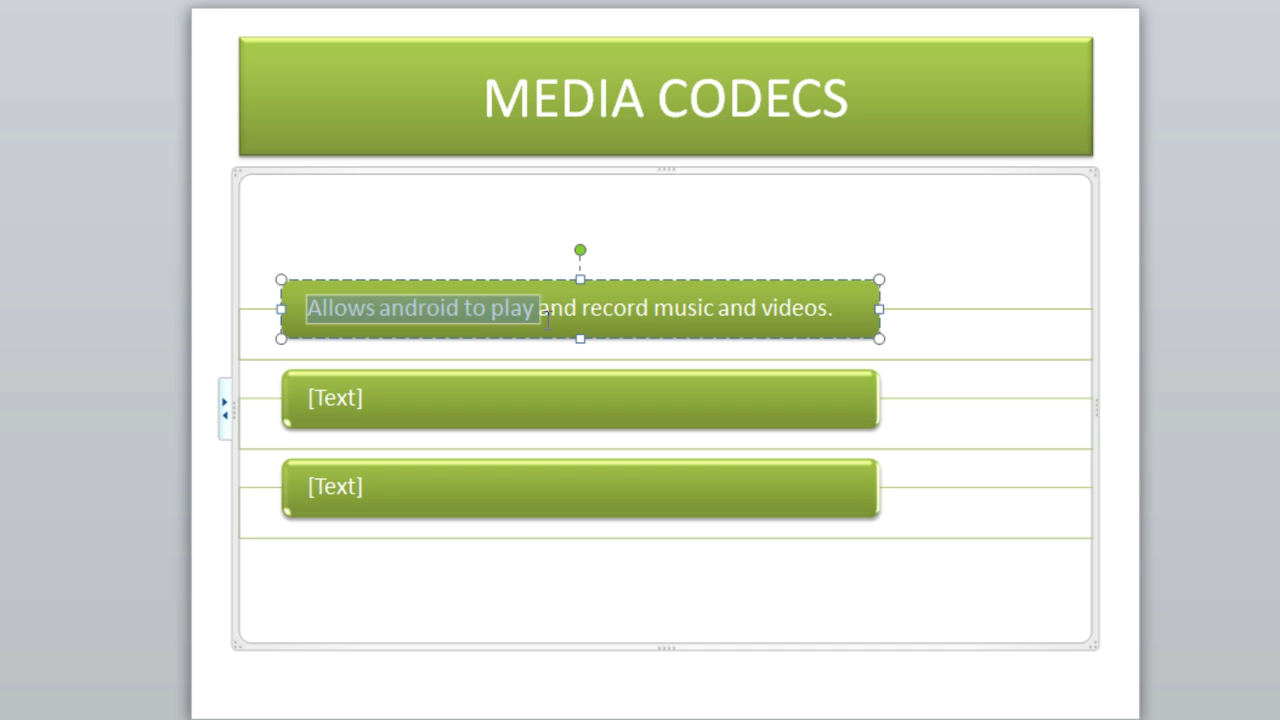 MEDIA CODECS
Allows android to play and record music and videos.
[Text]
[Text]